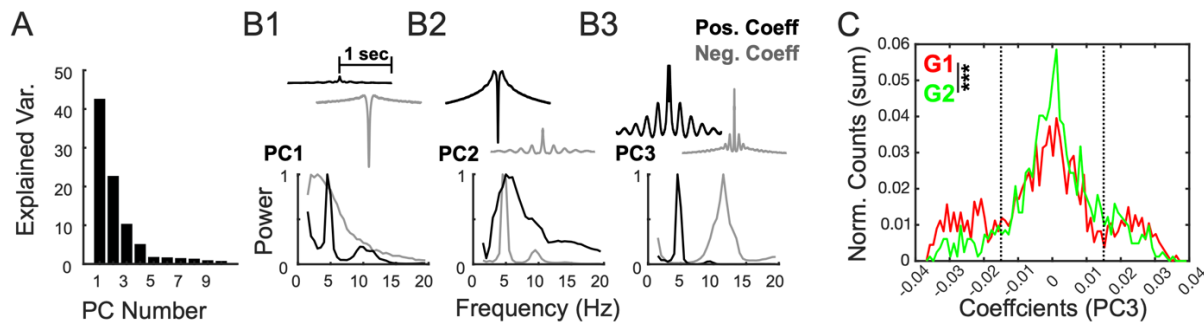 A
Explained Var.
50
40
30
20
10
0
1 3 5 7 9
PC Number
B1
B2
B3
Pos. Coeff
Neg. Coeff
1 sec
PC1
PC2
PC3
Power
1
0
0 5 10 15 20
1
0
0 5 10 15 20
1
0
0 5 10 15 20
Frequency (Hz)
C
G1
G2
***
Norm. Counts (sum)
0.06
0.05
0.04
0.03
0.02
0.01
0
-0.04 -0.03 -0.02 -0.01 0 0.01 0.02 0.03 0.04
Coeffcients (PC3)